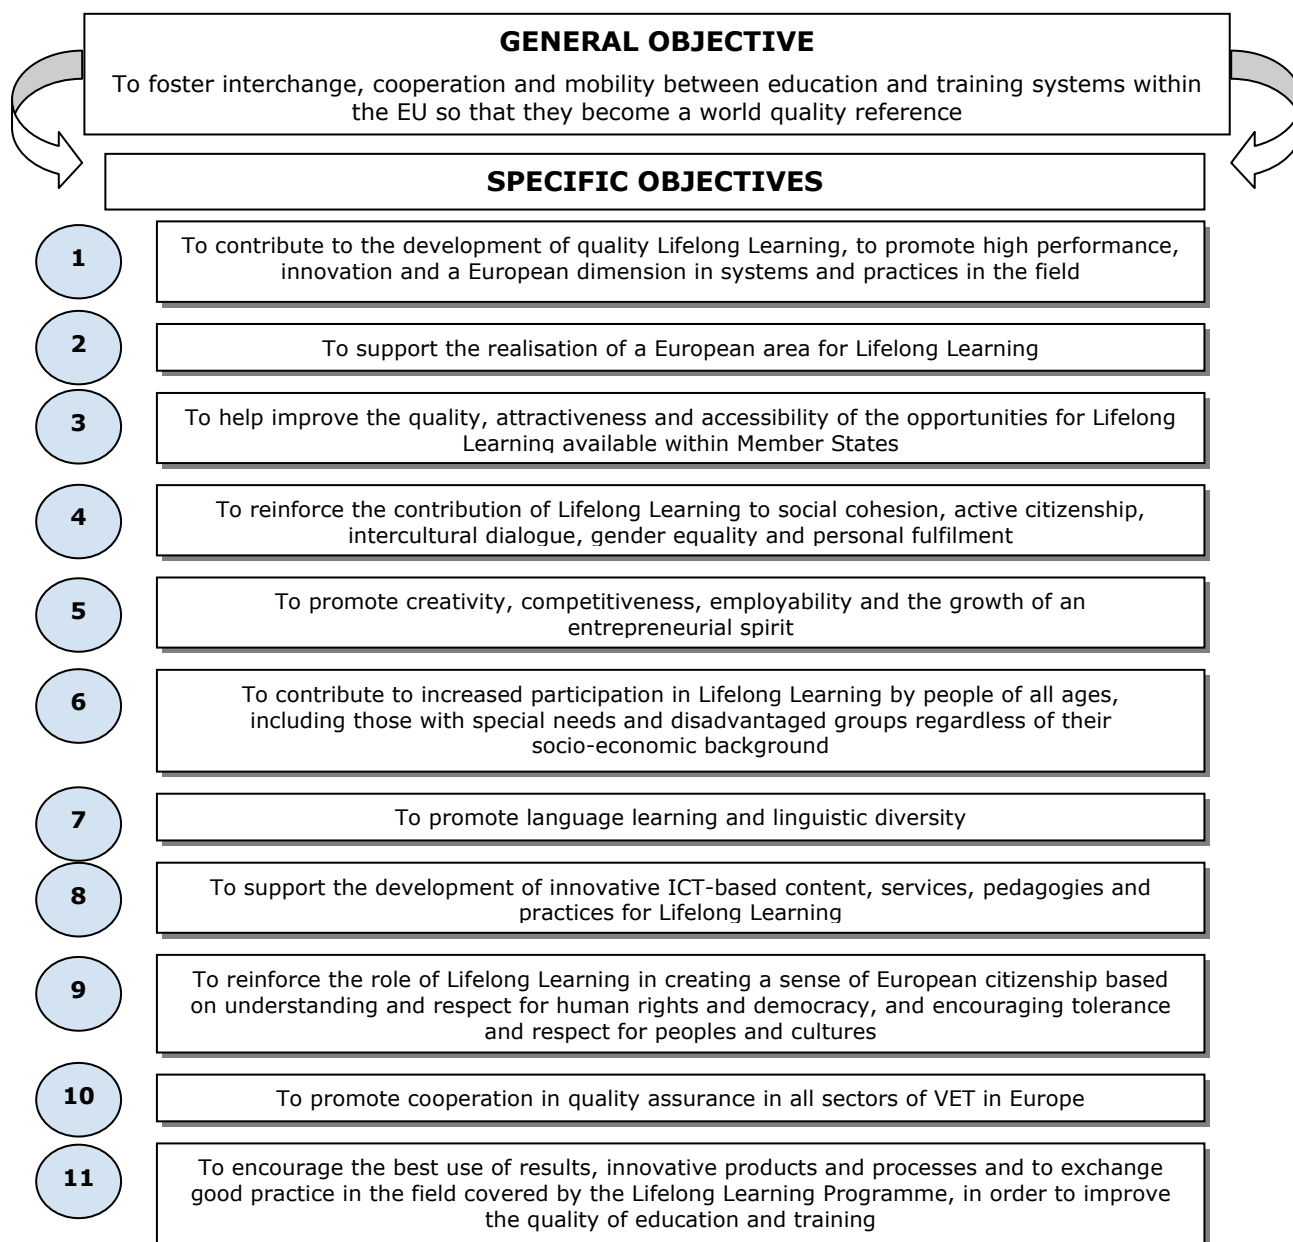 GENERAL OBJECTIVE
To foster interchange, cooperation and mobility between education and training systems within
the EU so that they become a world quality reference
SPECIFIC OBJECTIVES
1
To contribute to the development of quality Lifelong Learning, to promote high performance,
innovation and a European dimension in systems and practices in the field
2
To support the realisation of a European area for Lifelong Learning
3
To help improve the quality, attractiveness and accessibility of the opportunities for Lifelong
Learning available within Member States
4
To reinforce the contribution of Lifelong Learning to social cohesion, active citizenship,
intercultural dialogue, gender equality and personal fulfilment
5
To promote creativity, competitiveness, employability and the growth of an
entrepreneurial spirit
6
To contribute to increased participation in Lifelong Learning by people of all ages,
including those with special needs and disadvantaged groups regardless of their
socio-economic background
7
To promote language learning and linguistic diversity
8
To support the development of innovative ICT-based content, services, pedagogies and
practices for Lifelong Learning
9
To reinforce the role of Lifelong Learning in creating a sense of European citizenship based
on understanding and respect for human rights and democracy, and encouraging tolerance
and respect for peoples and cultures
10
To promote cooperation in quality assurance in all sectors of VET in Europe
11
To encourage the best use of results, innovative products and processes and to exchange
good practice in the field covered by the Lifelong Learning Programme, in order to improve
the quality of education and training